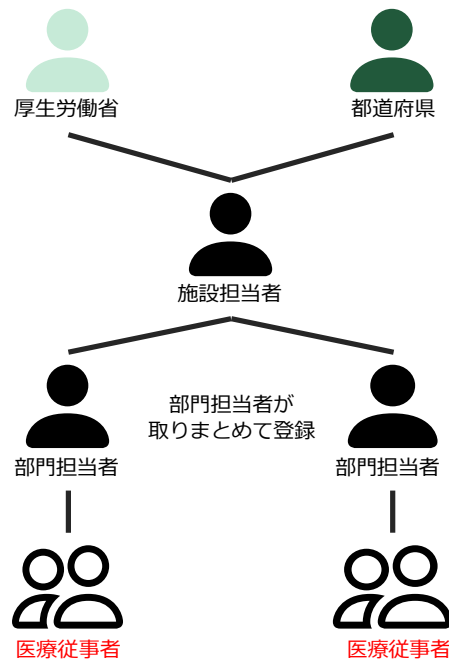 厚生労働省
都道府県
施設担当者
部門担当者が
取りまとめて登録
部門担当者
部門担当者
医療従事者
医療従事者